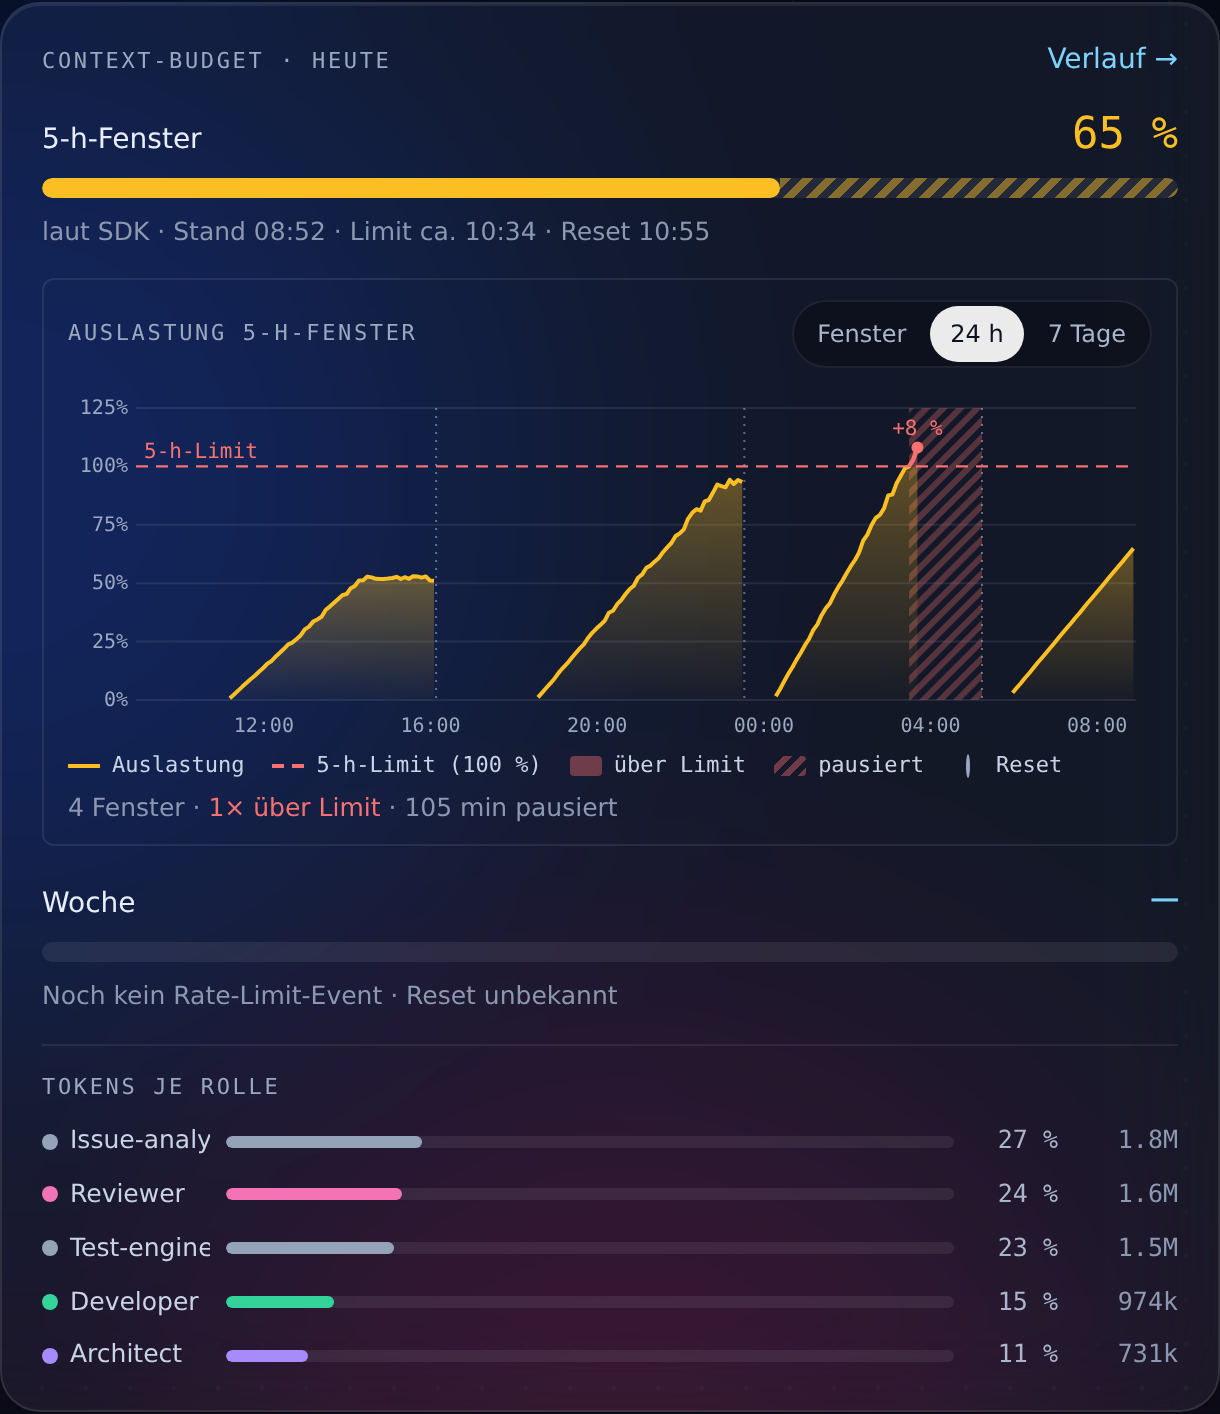 CONTEXT-BUDGET · HEUTE
Verlauf →
5-h-Fenster
65 %
laut SDK · Stand 08:52 · Limit ca. 10:34 · Reset 10:55
AUSLASTUNG 5-H-FENSTER
Fenster
24 h
7 Tage
125%
+8 %
5-h-Limit
100%
75%
50%
25%
0%
12:00 16:00 20:00 00:00 04:00 08:00
Auslastung 5-h-Limit (100 %) über Limit pausiert Reset
4 Fenster · 1× über Limit · 105 min pausiert
Woche
—
Noch kein Rate-Limit-Event · Reset unbekannt
TOKENS JE ROLLE
Issue-analy 27 % 1.8M
Reviewer 24 % 1.6M
Test-engine 23 % 1.5M
Developer 15 % 974k
Architect 11 % 731k